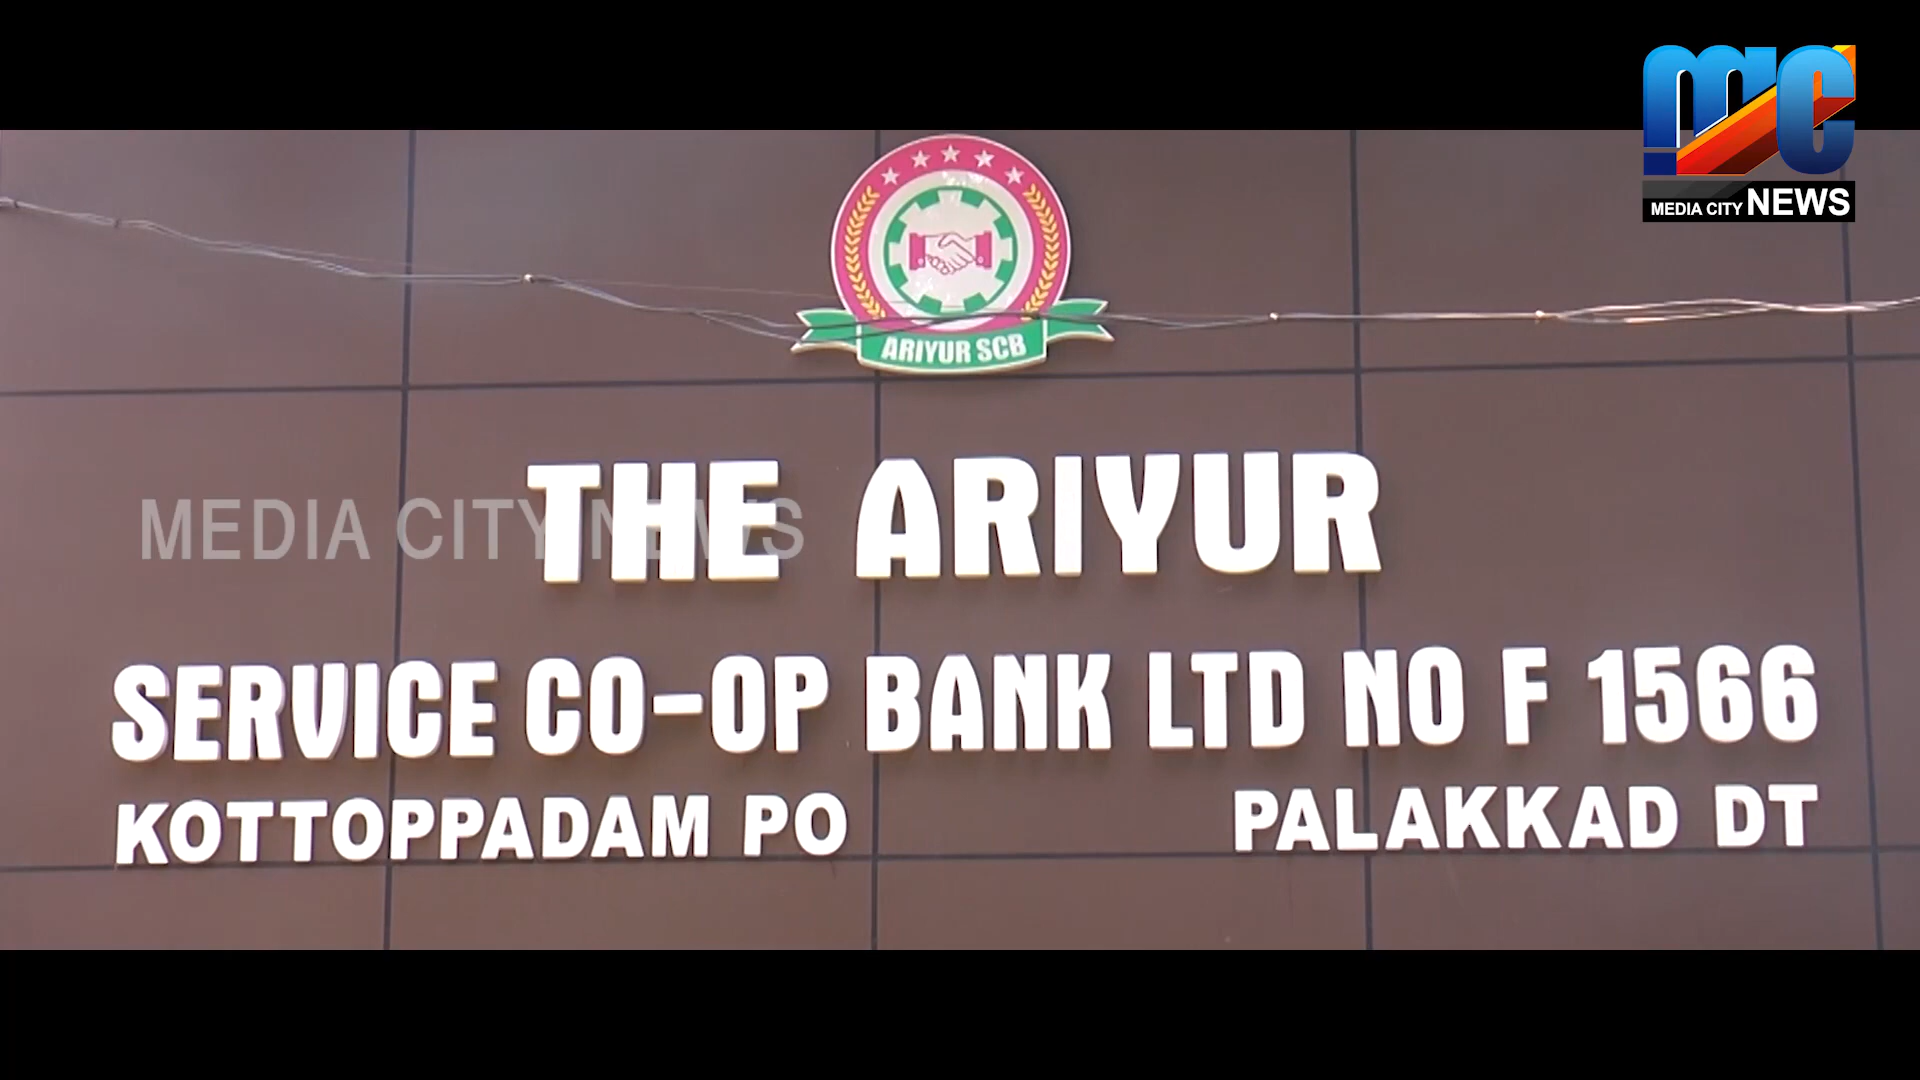 MC
MEDIA CITY NEWS
ARIYUR SCB
THE ARIYUR
MEDIA CITY NEWS
SERVICE CO-OP BANK LTD NO F 1566
KOTTOPPADAM PO PALAKKAD DT